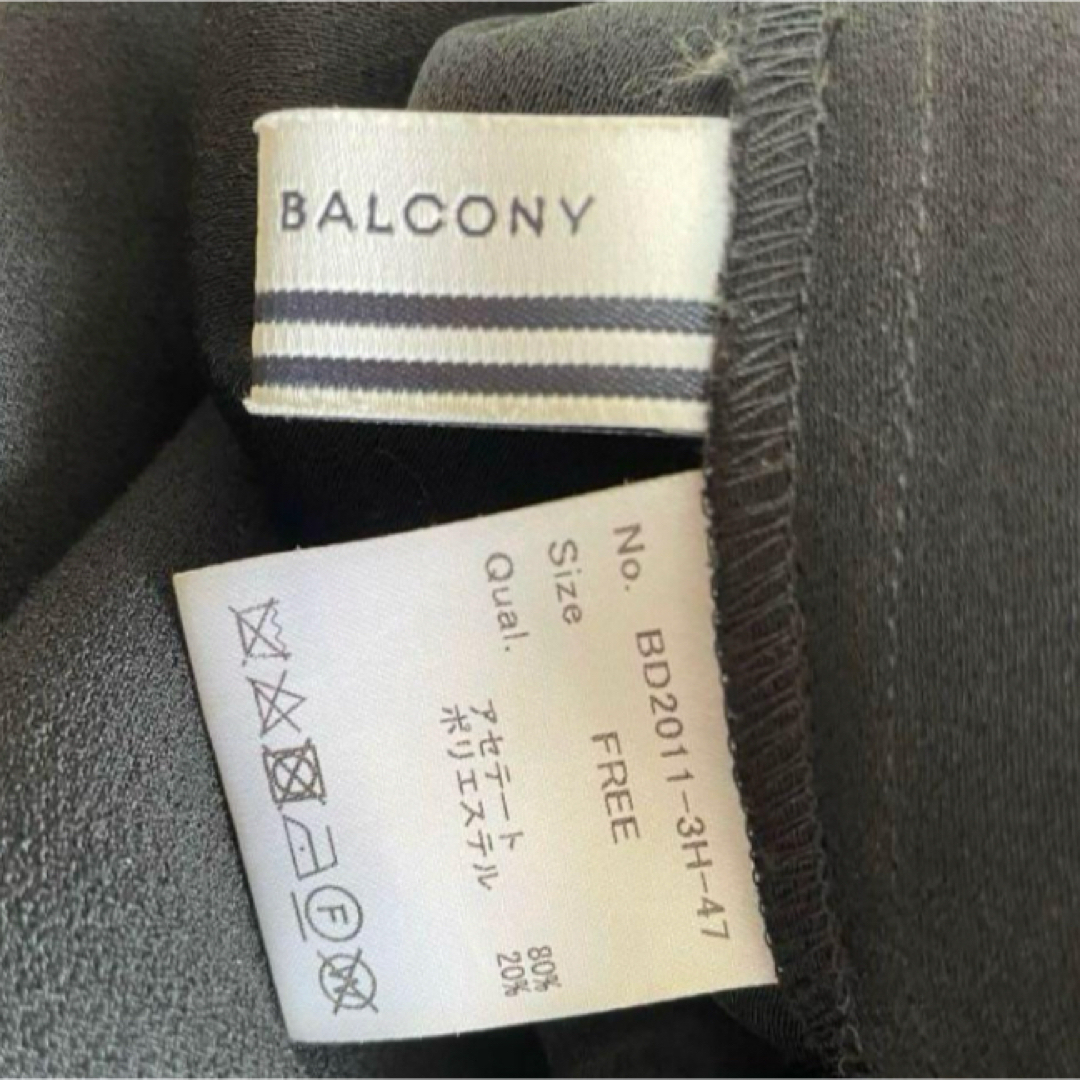 BALCONY
No. BD2011-3H-47
Size FREE
Qual. アセテート 80%
ポリエステル 20%
F
W